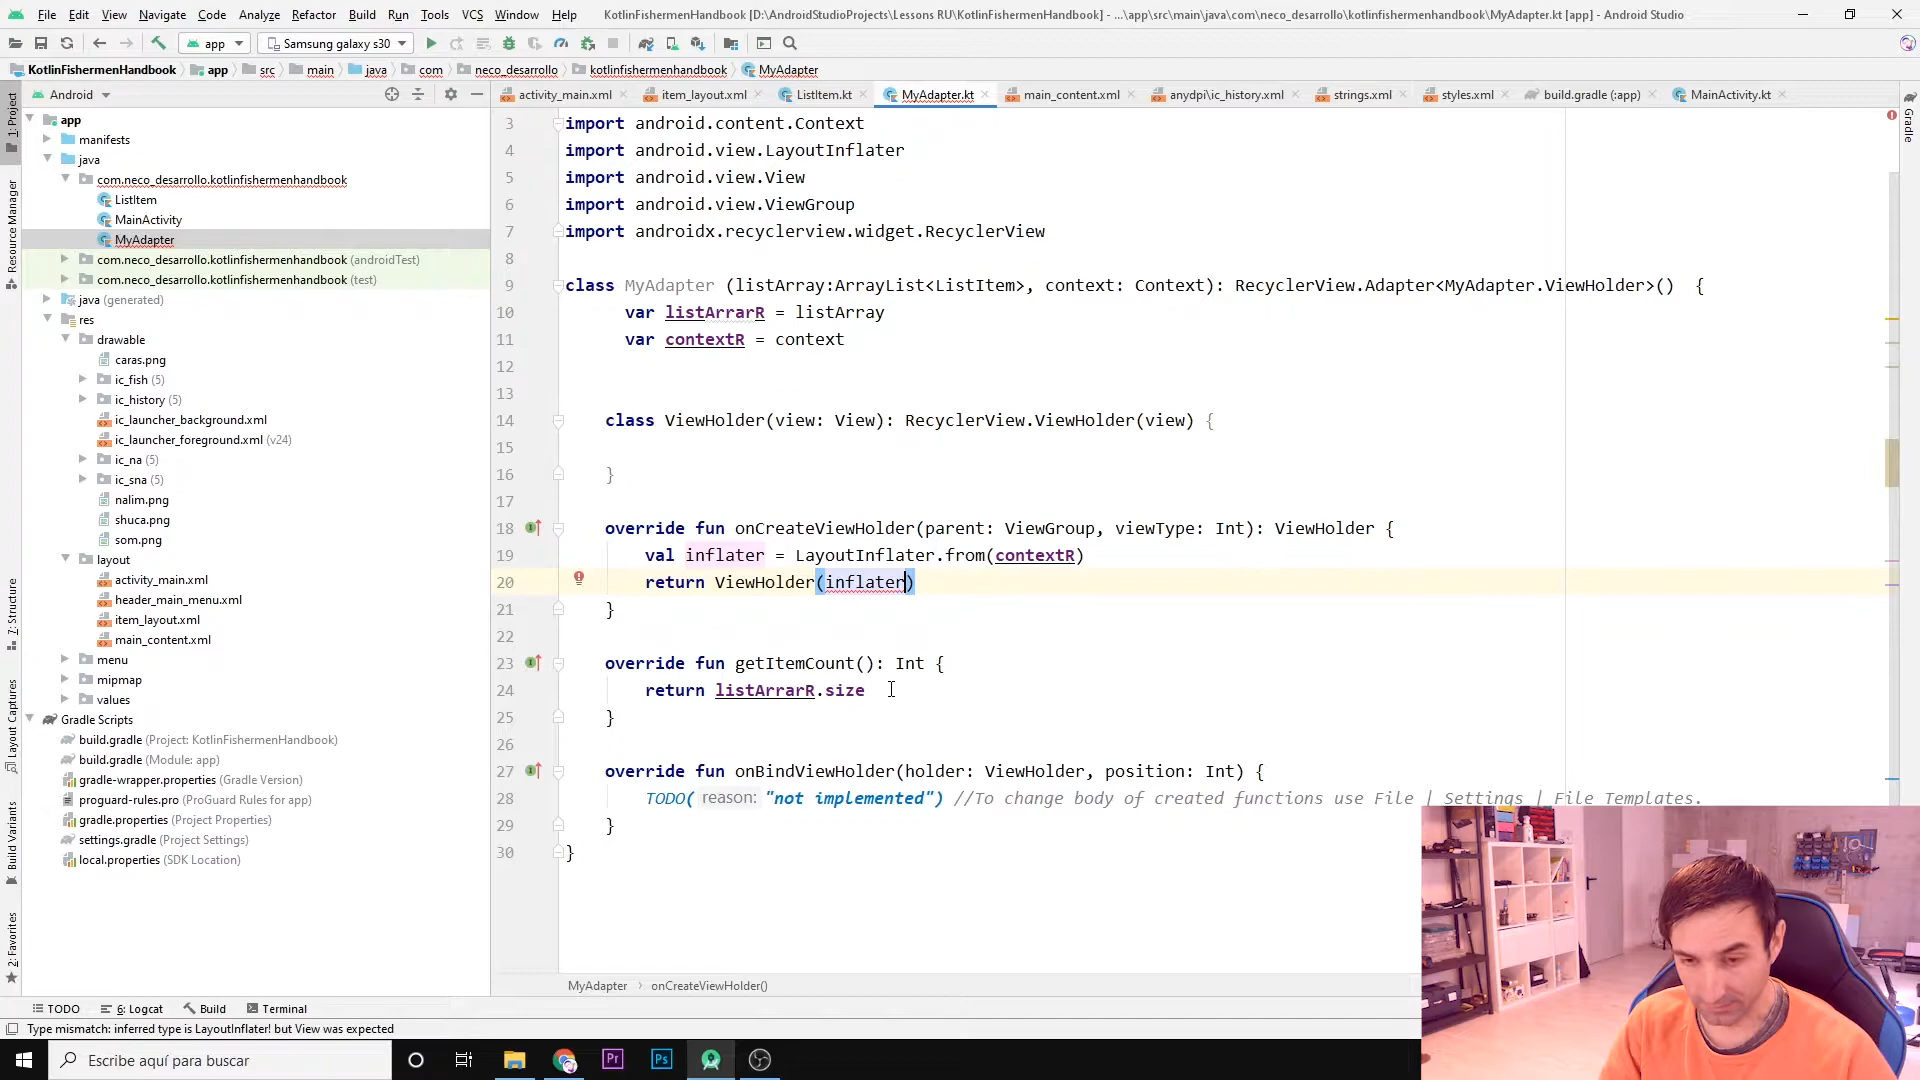 File Edit View Navigate Code Analyze Refactor Build Run Tools VCS Window Help KotlinFishermenHandbook [D:\AndroidStudioProjects\Lessons RU\KotlinFishermenHandbook] - ...\app\src\main\java\com\neco_desarrollo\kotlinfishermenhandbook\MyAdapter.kt [app] - Android Studio
app Samsung galaxy s30
KotlinFishermenHandbook app src main java com neco_desarrollo kotlinfishermenhandbook MyAdapter
Android activity_main.xml item_layout.xml ListItem.kt MyAdapter.kt main_content.xml anydpi\ic_history.xml strings.xml styles.xml build.gradle (:app) MainActivity.kt
1: Project
Resource Manager
7: Structure
Layout Captures
Build Variants
2: Favorites
Gradle
app
manifests
java
com.neco_desarrollo.kotlinfishermenhandbook
ListItem
MainActivity
MyAdapter
com.neco_desarrollo.kotlinfishermenhandbook (androidTest)
com.neco_desarrollo.kotlinfishermenhandbook (test)
java (generated)
res
drawable
caras.png
ic_fish (5)
ic_history (5)
ic_launcher_background.xml
ic_launcher_foreground.xml (v24)
ic_na (5)
ic_sna (5)
nalim.png
shuca.png
som.png
layout
activity_main.xml
header_main_menu.xml
item_layout.xml
main_content.xml
menu
mipmap
values
Gradle Scripts
build.gradle (Project: KotlinFishermenHandbook)
build.gradle (Module: app)
gradle-wrapper.properties (Gradle Version)
proguard-rules.pro (ProGuard Rules for app)
gradle.properties (Project Properties)
settings.gradle (Project Settings)
local.properties (SDK Location)
3 import android.content.Context
4 import android.view.LayoutInflater
5 import android.view.View
6 import android.view.ViewGroup
7 import androidx.recyclerview.widget.RecyclerView
8
9 class MyAdapter (listArray:ArrayList<ListItem>, context: Context): RecyclerView.Adapter<MyAdapter.ViewHolder>() {
10 var listArrarR = listArray
11 var contextR = context
12
13
14 class ViewHolder(view: View): RecyclerView.ViewHolder(view) {
15
16 }
17
18 override fun onCreateViewHolder(parent: ViewGroup, viewType: Int): ViewHolder {
19 val inflater = LayoutInflater.from(contextR)
20 return ViewHolder(inflater)
21 }
22
23 override fun getItemCount(): Int {
24 return listArrarR.size
25 }
26
27 override fun onBindViewHolder(holder: ViewHolder, position: Int) {
28 TODO( reason: "not implemented") //To change body of created functions use File | Settings | File Templates.
29 }
30 }
MyAdapter onCreateViewHolder()
TODO 6: Logcat Build Terminal
Type mismatch: inferred type is LayoutInflater! but View was expected
Escribe aquí para buscar
Pr
Ps